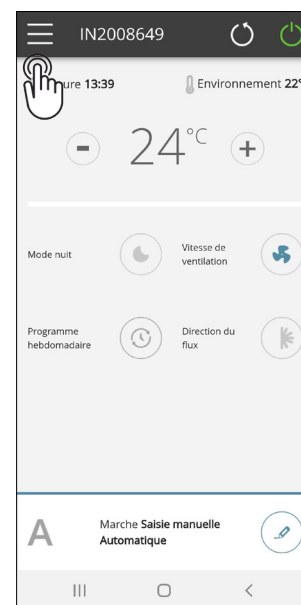 IN2008649
ure 13:39
Environnement 22°
24°C
Mode nuit
Vitesse de
ventilation
Programme
hebdomadaire
Direction du
flux
A
Marche Saisie manuelle
Automatique